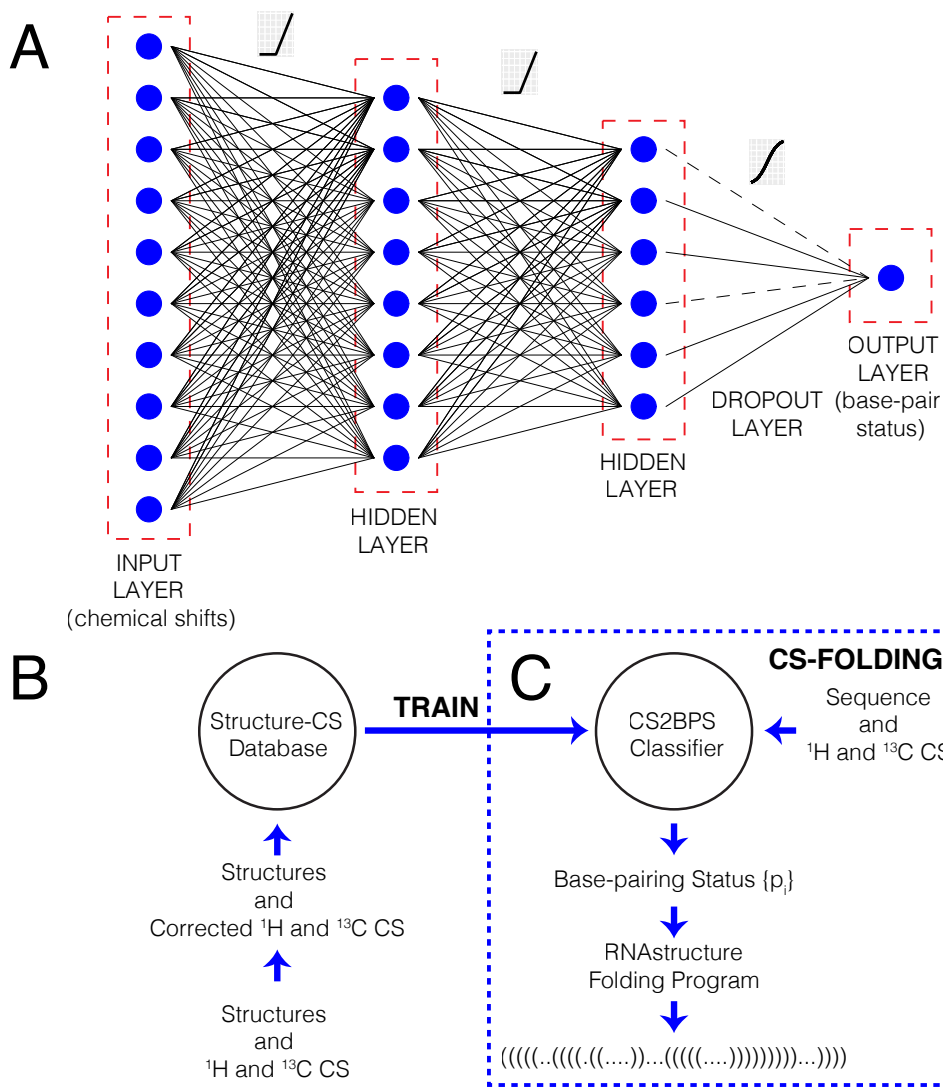 A
INPUT
LAYER
(chemical shifts)
HIDDEN
LAYER
HIDDEN
LAYER
DROPOUT
LAYER
OUTPUT
LAYER
(base-pair
status)
B
Structure-CS
Database
TRAIN
Structures
and
Corrected ¹H and ¹³C CS
Structures
and
¹H and ¹³C CS
C
CS-FOLDING
CS2BPS
Classifier
Sequence
and
¹H and ¹³C CS
Base-pairing Status {pᵢ}
RNAstructure
Folding Program
(((((..((((.((....))...(((((....)))))))))...))))